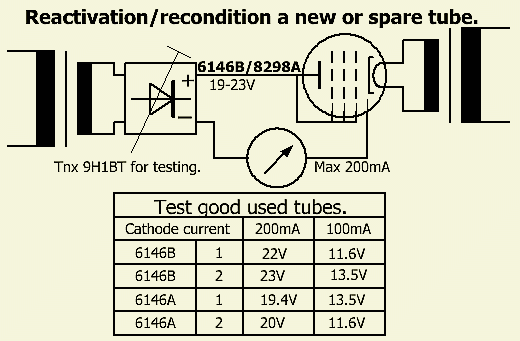 Reactivation/recondition a new or spare tube.
6146B/8298A
+
19-23V
−
Tnx 9H1BT for testing.
Max 200mA
Test good used tubes.
Cathode current 200mA 100mA
6146B 1 22V 11.6V
6146B 2 23V 13.5V
6146A 1 19.4V 13.5V
6146A 2 20V 11.6V